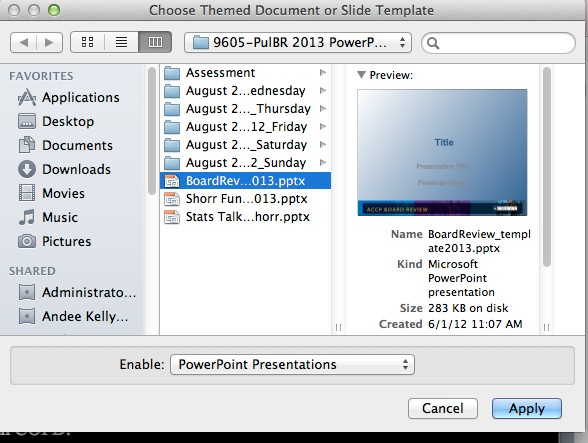 Choose Themed Document or Slide Template
9605-PulBR 2013 PowerP...
FAVORITES
Applications
Desktop
Documents
Downloads
Movies
Music
Pictures
SHARED
Administrato...
Andee Kelly...
Assessment
August 2...ednesday
August 2..._Thursday
August 2...12_Friday
August 2..._Saturday
August 2...2_Sunday
BoardRev...013.pptx
Shorr Fun...013.pptx
Stats Talk...horr.pptx
Preview:
Title
Presentation Title
Presenter Name
ACCP BOARD REVIEW
Name BoardReview_templ
ate2013.pptx
Kind Microsoft
PowerPoint
presentation
Size 283 KB on disk
Created 6/1/12 11:07 AM
Enable: PowerPoint Presentations
Cancel
Apply